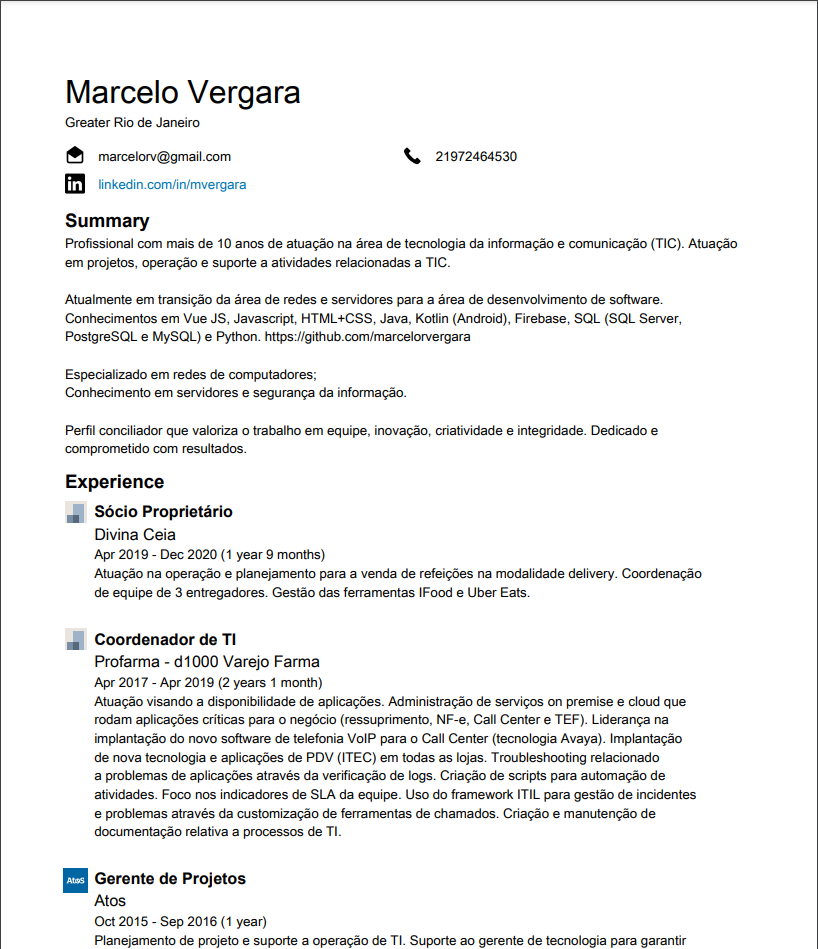 Marcelo Vergara
Greater Rio de Janeiro
marcelorv@gmail.com
21972464530
linkedin.com/in/mvergara
Summary
Profissional com mais de 10 anos de atuação na área de tecnologia da informação e comunicação (TIC). Atuação
em projetos, operação e suporte a atividades relacionadas a TIC.
Atualmente em transição da área de redes e servidores para a área de desenvolvimento de software.
Conhecimentos em Vue JS, Javascript, HTML+CSS, Java, Kotlin (Android), Firebase, SQL (SQL Server,
PostgreSQL e MySQL) e Python. https://github.com/marcelorvergara
Especializado em redes de computadores;
Conhecimento em servidores e segurança da informação.
Perfil conciliador que valoriza o trabalho em equipe, inovação, criatividade e integridade. Dedicado e
comprometido com resultados.
Experience
Sócio Proprietário
Divina Ceia
Apr 2019 - Dec 2020 (1 year 9 months)
Atuação na operação e planejamento para a venda de refeições na modalidade delivery. Coordenação
de equipe de 3 entregadores. Gestão das ferramentas IFood e Uber Eats.
Coordenador de TI
Profarma - d1000 Varejo Farma
Apr 2017 - Apr 2019 (2 years 1 month)
Atuação visando a disponibilidade de aplicações. Administração de serviços on premise e cloud que
rodam aplicações críticas para o negócio (ressuprimento, NF-e, Call Center e TEF). Liderança na
implantação do novo software de telefonia VoIP para o Call Center (tecnologia Avaya). Implantação
de nova tecnologia e aplicações de PDV (ITEC) em todas as lojas. Troubleshooting relacionado
a problemas de aplicações através da verificação de logs. Criação de scripts para automação de
atividades. Foco nos indicadores de SLA da equipe. Uso do framework ITIL para gestão de incidentes
e problemas através da customização de ferramentas de chamados. Criação e manutenção de
documentação relativa a processos de TI.
Atos
Gerente de Projetos
Atos
Oct 2015 - Sep 2016 (1 year)
Planejamento de projeto e suporte a operação de TI. Suporte ao gerente de tecnologia para garantir